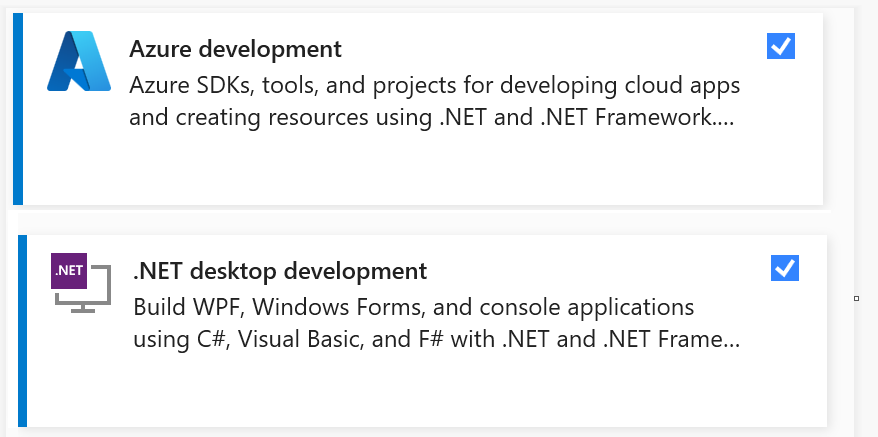 Azure development
Azure SDKs, tools, and projects for developing cloud apps
and creating resources using .NET and .NET Framework....
.NET
.NET desktop development
Build WPF, Windows Forms, and console applications
using C#, Visual Basic, and F# with .NET and .NET Frame...